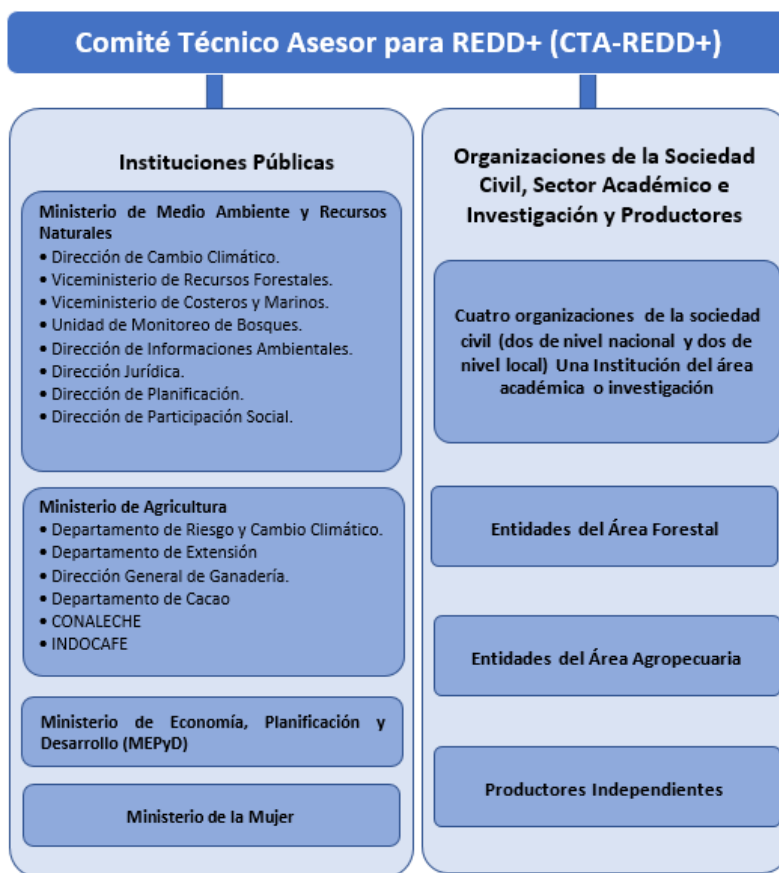 Comité Técnico Asesor para REDD+ (CTA-REDD+)
Instituciones Públicas
Ministerio de Medio Ambiente y Recursos
Naturales
• Dirección de Cambio Climático.
• Viceministerio de Recursos Forestales.
• Viceministerio de Costeros y Marinos.
• Unidad de Monitoreo de Bosques.
• Dirección de Informaciones Ambientales.
• Dirección Jurídica.
• Dirección de Planificación.
• Dirección de Participación Social.
Ministerio de Agricultura
• Departamento de Riesgo y Cambio Climático.
• Departamento de Extensión
• Dirección General de Ganadería.
• Departamento de Cacao
• CONALECHE
• INDOCAFE
Ministerio de Economía, Planificación y
Desarrollo (MEPyD)
Ministerio de la Mujer
Organizaciones de la Sociedad
Civil, Sector Académico e
Investigación y Productores
Cuatro organizaciones de la sociedad
civil (dos de nivel nacional y dos de
nivel local) Una Institución del área
académica o investigación
Entidades del Área Forestal
Entidades del Área Agropecuaria
Productores Independientes